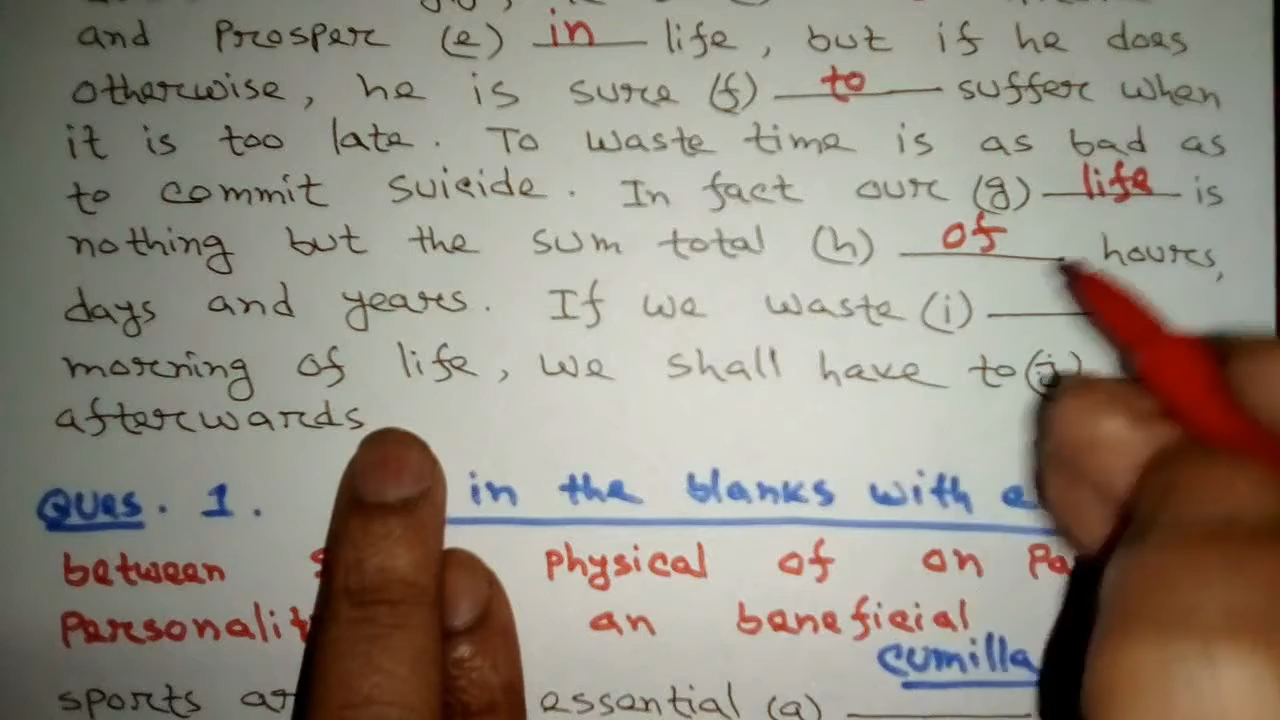 and Prosper (e) in life, but if he does
otherwise, he is sure (f) to suffer when
it is too late. To waste time is as bad as
to commit suicide. In fact our (g) life is
nothing but the sum total (h) of hours,
days and years. If we waste (i)
morning of life, we shall have to (j)
afterwards
Ques. 1. in the blanks with
between physical of on
an beneficial
cumilla
sports essential (a)